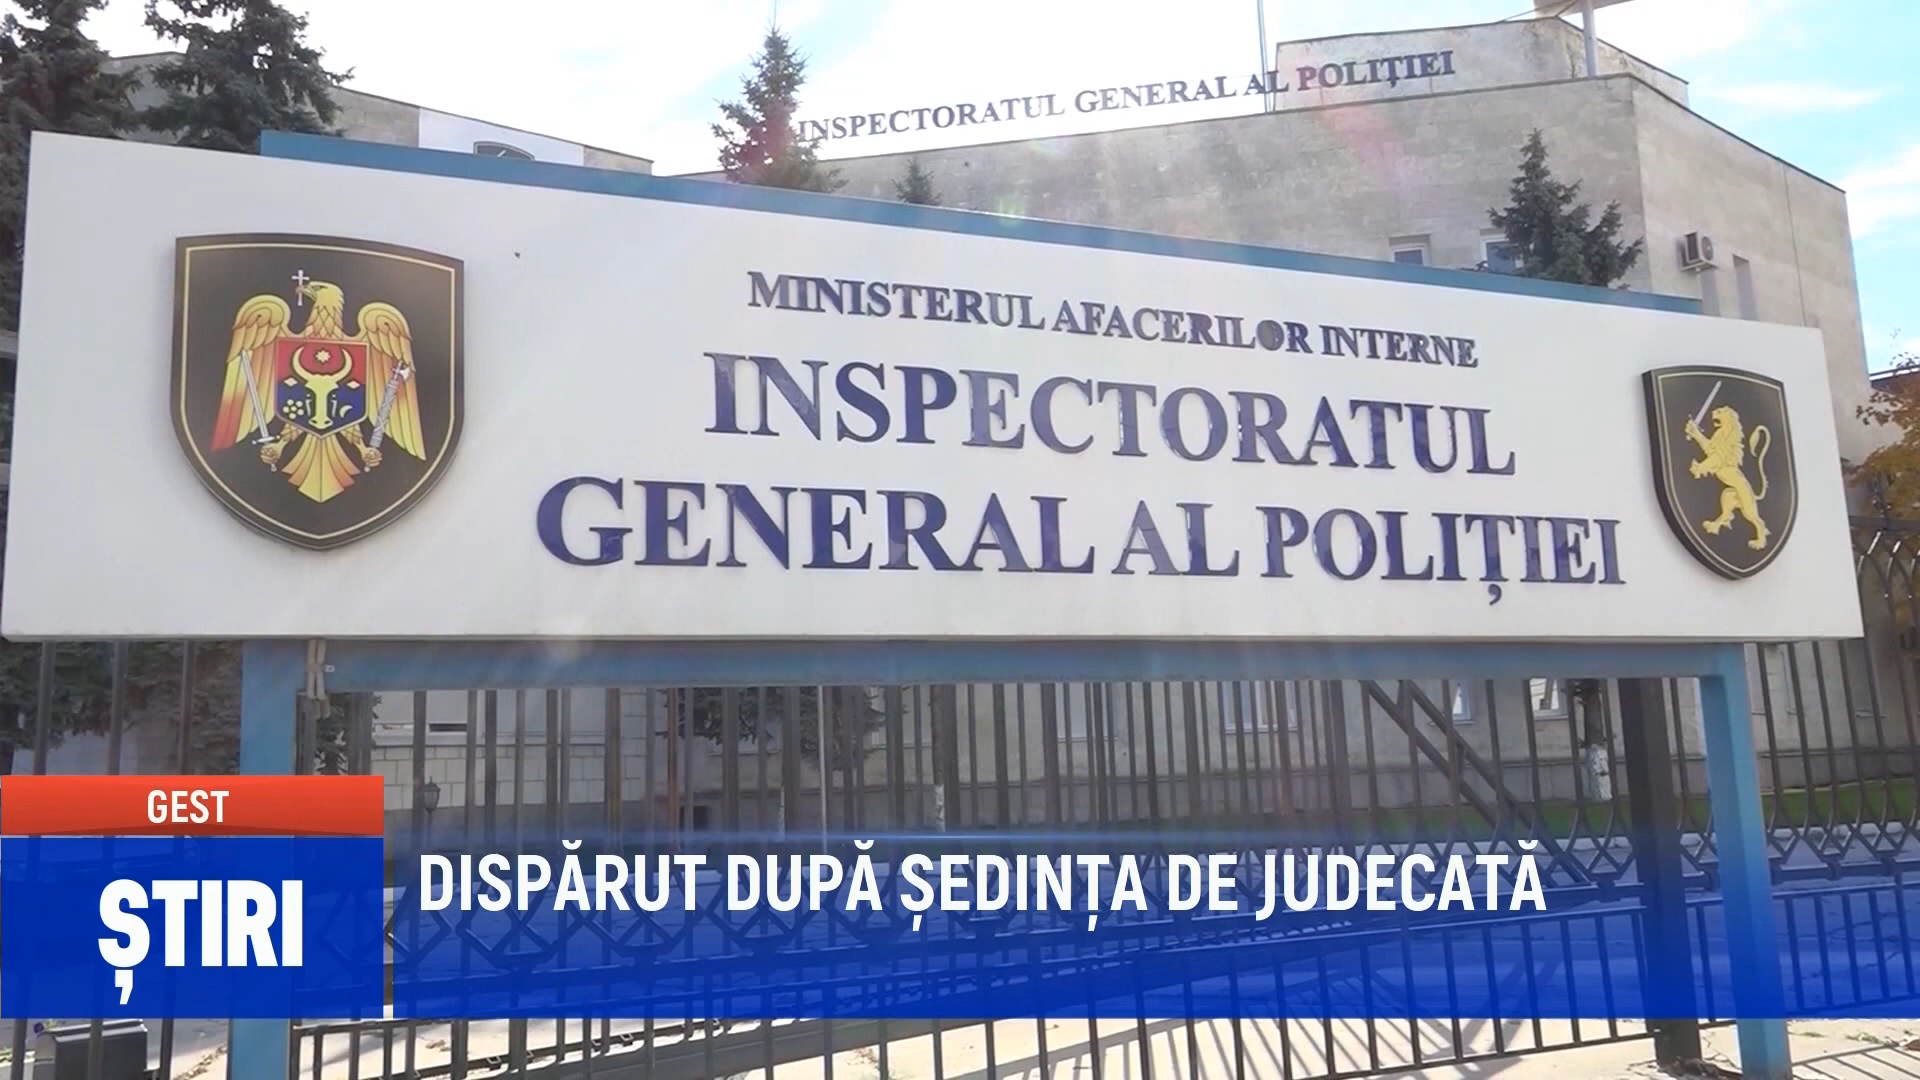 INSPECTORATUL GENERAL AL POLIȚIEI
MINISTERUL AFACERILOR INTERNE
INSPECTORATUL
GENERAL AL POLIȚIEI
GEST
ȘTIRI
DISPĂRUT DUPĂ ȘEDINȚA DE JUDECATĂ